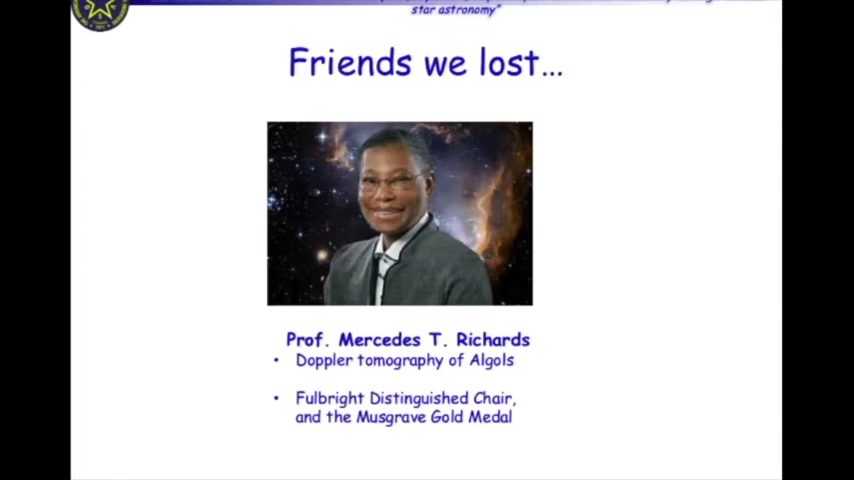 star astronomy"
Friends we lost...
Prof. Mercedes T. Richards
• Doppler tomography of Algols
• Fulbright Distinguished Chair,
and the Musgrave Gold Medal